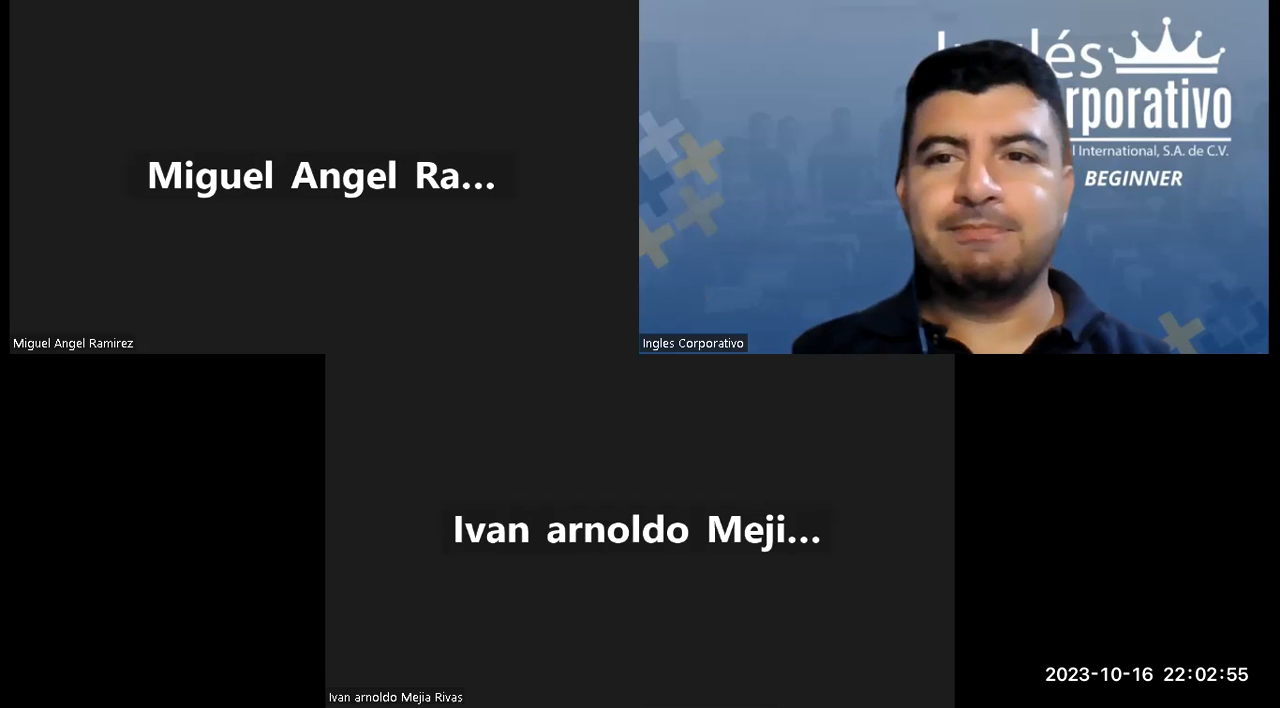 Miguel Angel Ra...
Miguel Angel Ramirez
és
rporativo
l International, S.A. de C.V.
BEGINNER
Ingles Corporativo
Ivan arnoldo Meji...
Ivan arnoldo Mejia Rivas
2023-10-16 22:02:55